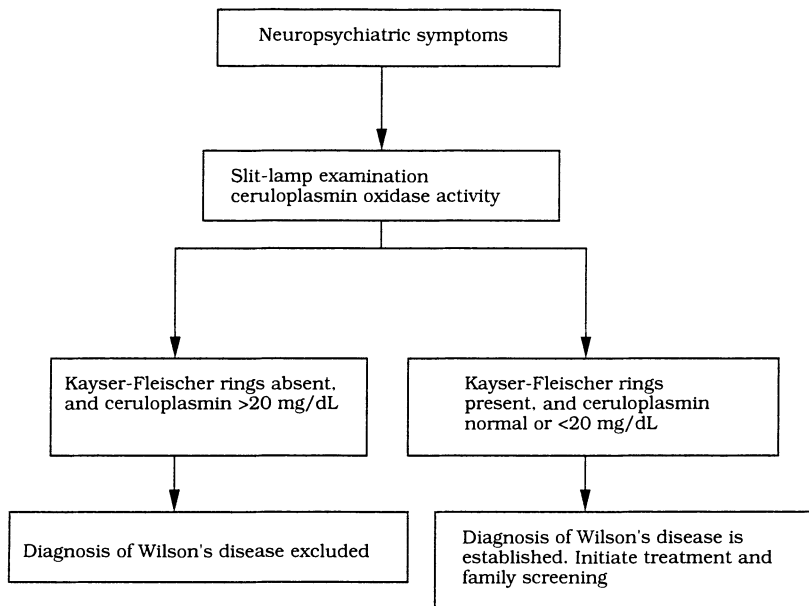 Neuropsychiatric symptoms
Slit-lamp examination
ceruloplasmin oxidase activity
Kayser-Fleischer rings absent,
and ceruloplasmin >20 mg/dL
Kayser-Fleischer rings
present, and ceruloplasmin
normal or <20 mg/dL
Diagnosis of Wilson's disease excluded
Diagnosis of Wilson's disease is
established. Initiate treatment and
family screening